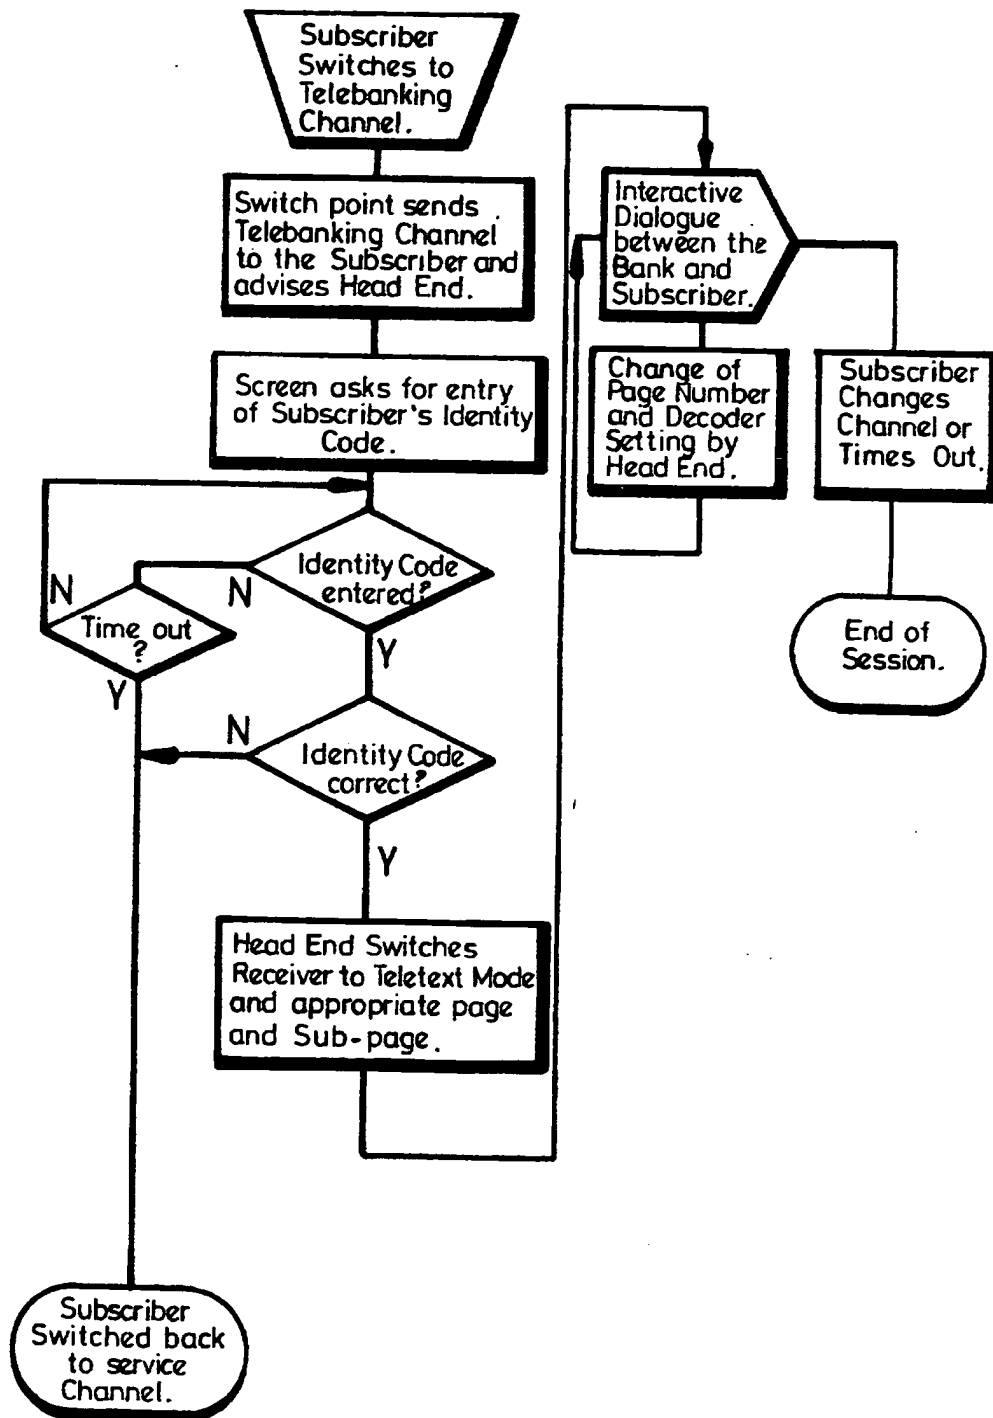 Subscriber
Switches to
Telebanking
Channel.
Switch point sends
Telebanking Channel
to the Subscriber and
advises Head End.
Screen asks for entry
of Subscriber's Identity
Code.
Identity Code
entered?
N
Y
Time out
?
N
Y
Identity Code
correct?
N
Y
Head End Switches
Receiver to Teletext Mode
and appropriate page
and Sub-page.
Subscriber
Switched back
to service
Channel.
Interactive
Dialogue
between the
Bank and
Subscriber.
Change of
Page Number
and Decoder
Setting by
Head End.
Subscriber
Changes
Channel or
Times Out.
End of
Session.